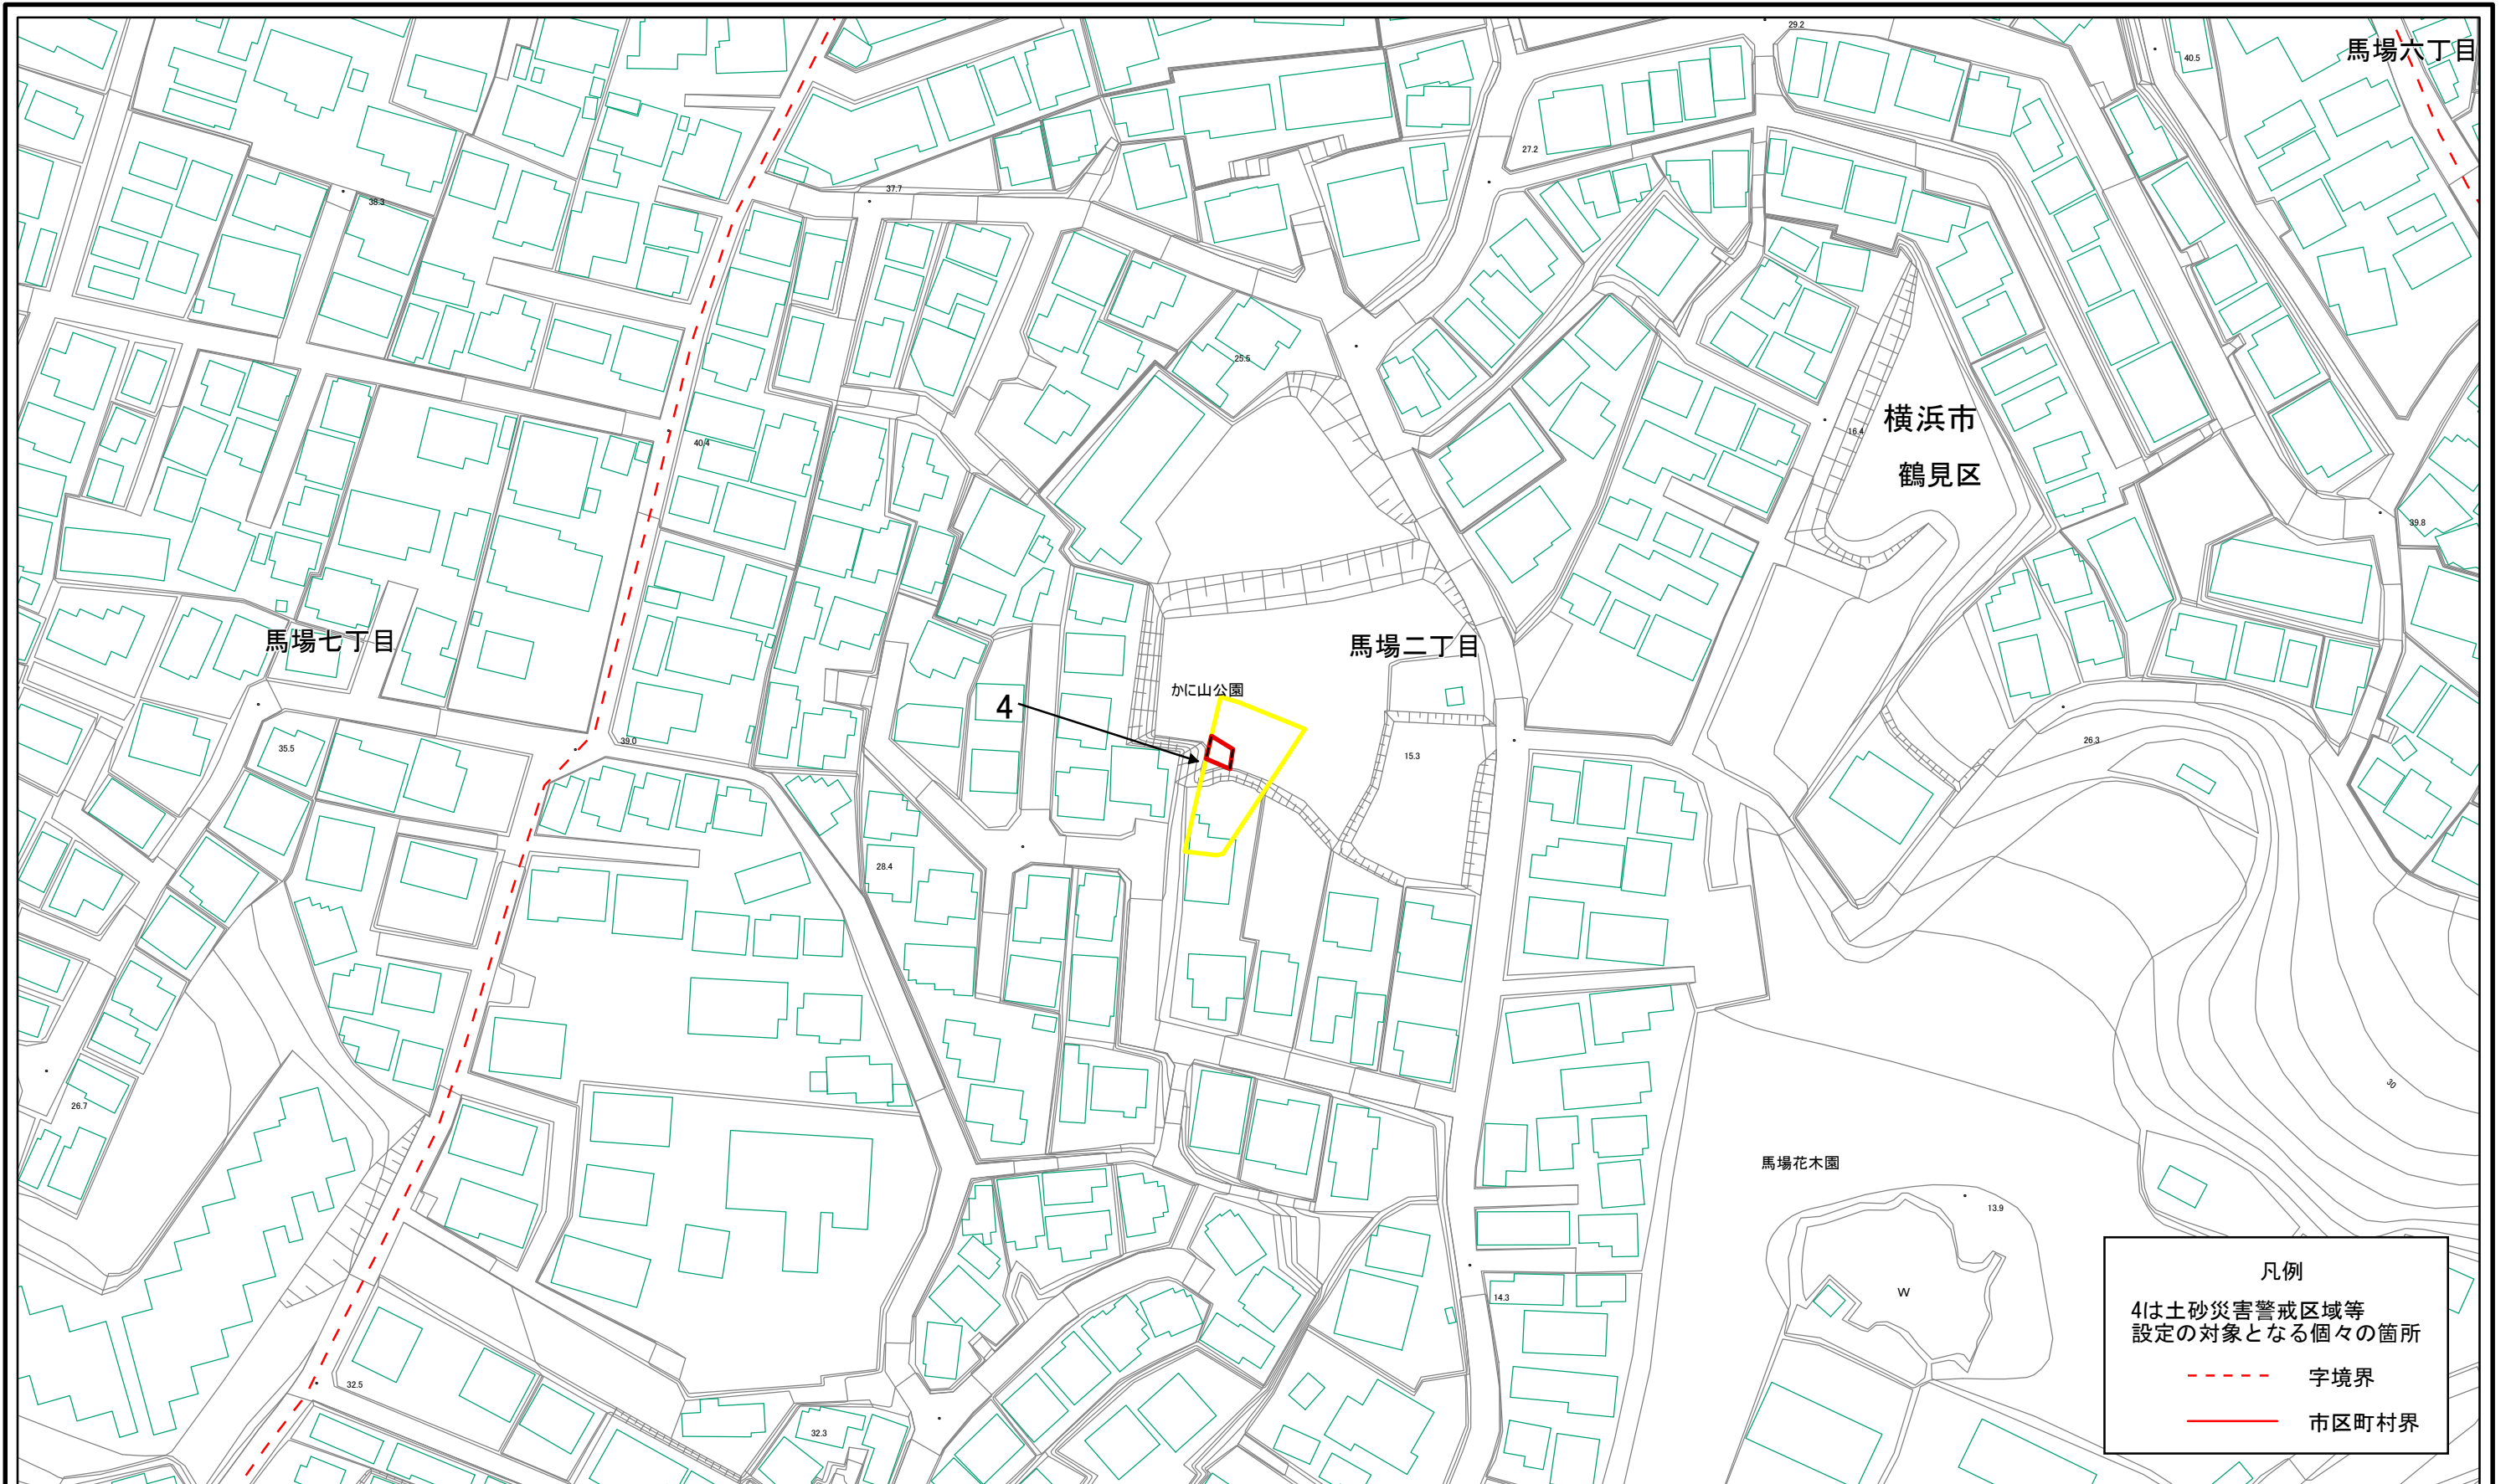 29.2
馬場六丁目
40.5
27.2
37.7
38.3
25.5
横浜市
16.4
40.4
鶴見区
39.8
馬場七丁目
馬場二丁目
かに山公園
4
39.0
35.5
15.3
26.3
28.4
30
26.7
馬場花木園
13.9
W
14.3
32.5
32.3
凡例
4は土砂災害警戒区域等
設定の対象となる個々の箇所
字境界
市区町村界